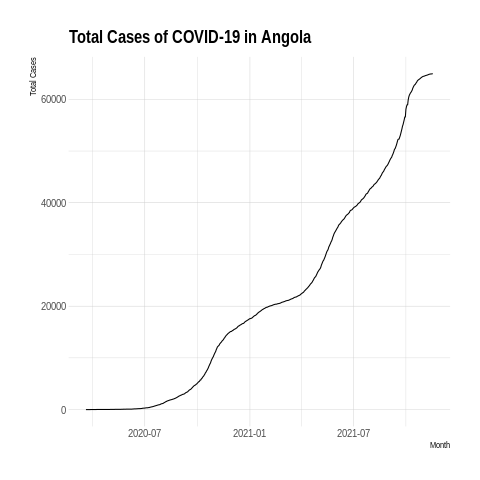 Total Cases of COVID-19 in Angola
Total Cases
60000
40000
20000
0
2020-07 2021-01 2021-07
Month